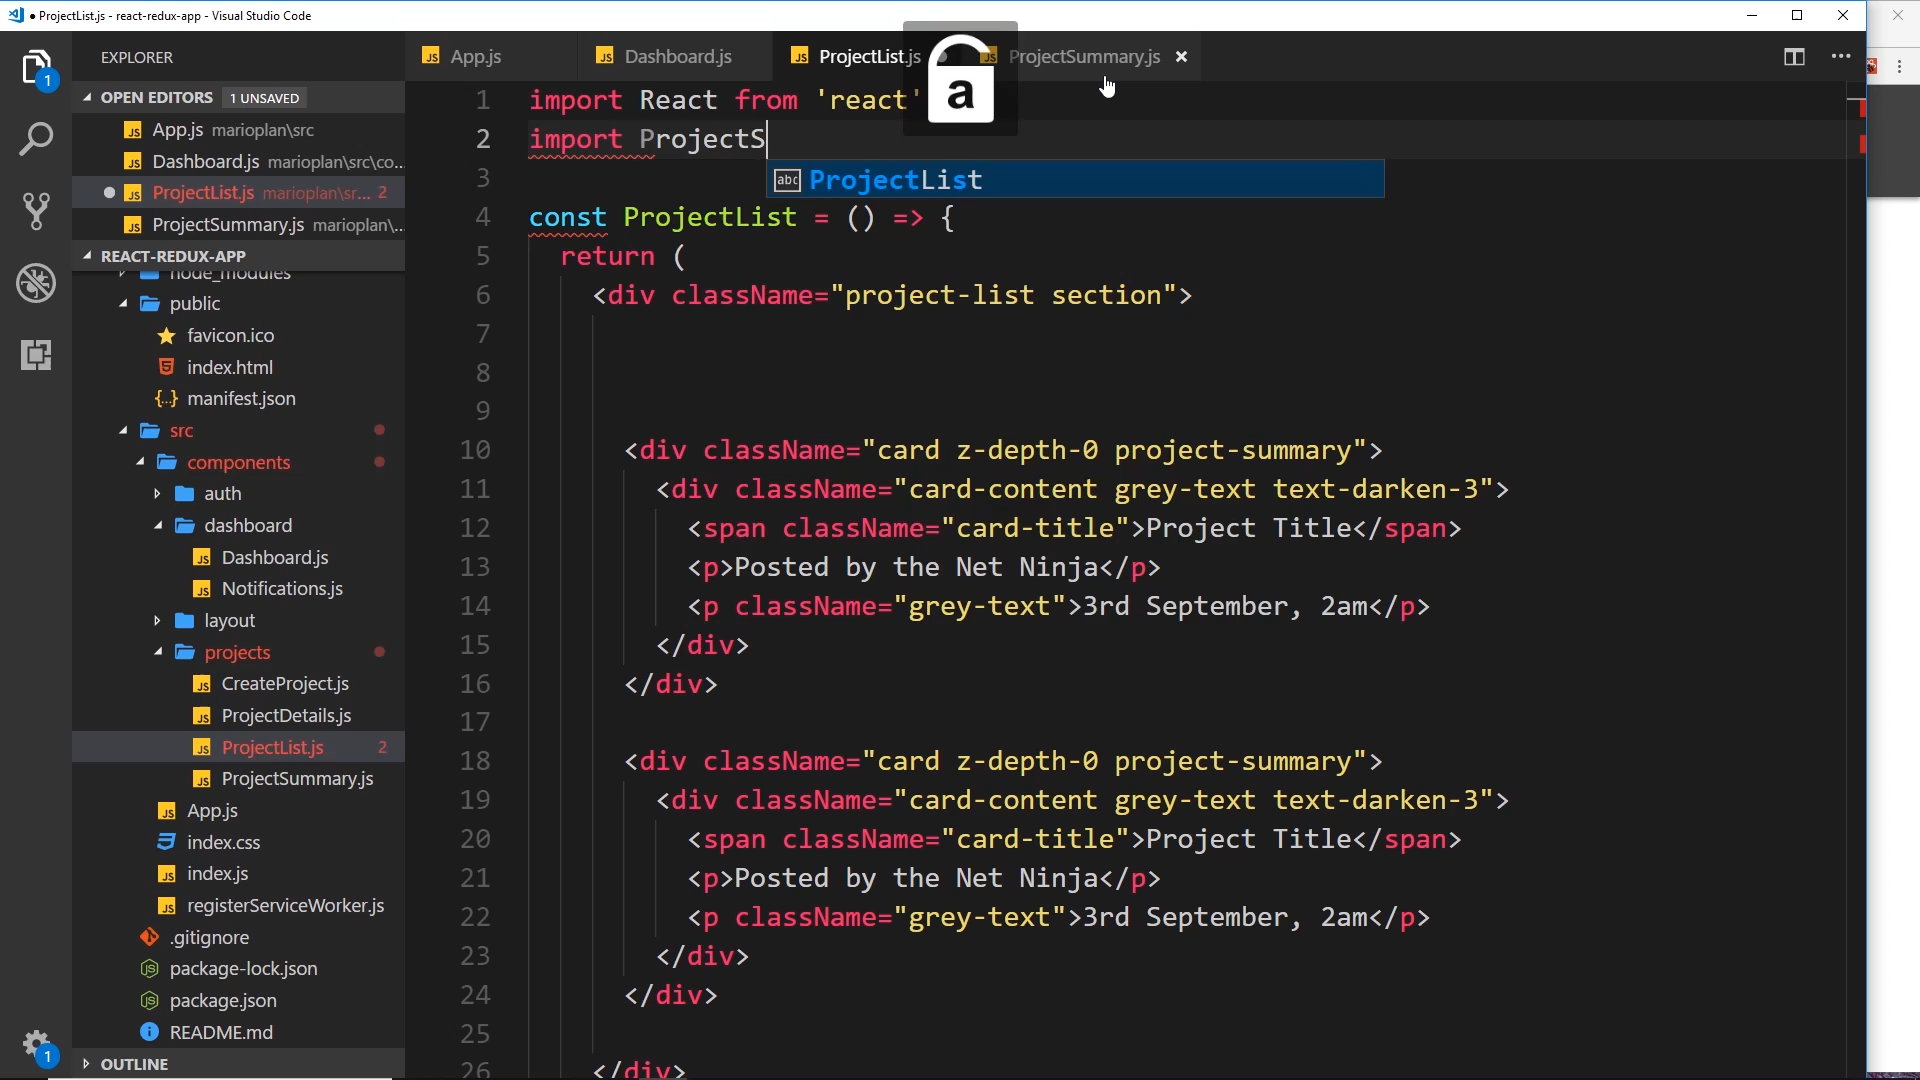 ProjectList.js - react-redux-app - Visual Studio Code
EXPLORER
App.js
Dashboard.js
ProjectList.js
ProjectSummary.js
a
1
OPEN EDITORS 1 UNSAVED
App.js marioplan\src
Dashboard.js marioplan\src\co...
ProjectList.js marioplan\sr... 2
ProjectSummary.js marioplan\...
REACT-REDUX-APP
node_modules
public
favicon.ico
index.html
{..} manifest.json
src
components
auth
dashboard
Dashboard.js
Notifications.js
layout
projects
CreateProject.js
ProjectDetails.js
ProjectList.js 2
ProjectSummary.js
App.js
index.css
index.js
registerServiceWorker.js
.gitignore
package-lock.json
package.json
README.md
OUTLINE
1
1 import React from 'react'
2 import ProjectS
abc ProjectList
3
4 const ProjectList = () => {
5 return (
6 <div className="project-list section">
7
8
9
10 <div className="card z-depth-0 project-summary">
11 <div className="card-content grey-text text-darken-3">
12 <span className="card-title">Project Title</span>
13 <p>Posted by the Net Ninja</p>
14 <p className="grey-text">3rd September, 2am</p>
15 </div>
16 </div>
17
18 <div className="card z-depth-0 project-summary">
19 <div className="card-content grey-text text-darken-3">
20 <span className="card-title">Project Title</span>
21 <p>Posted by the Net Ninja</p>
22 <p className="grey-text">3rd September, 2am</p>
23 </div>
24 </div>
25
26 </div>